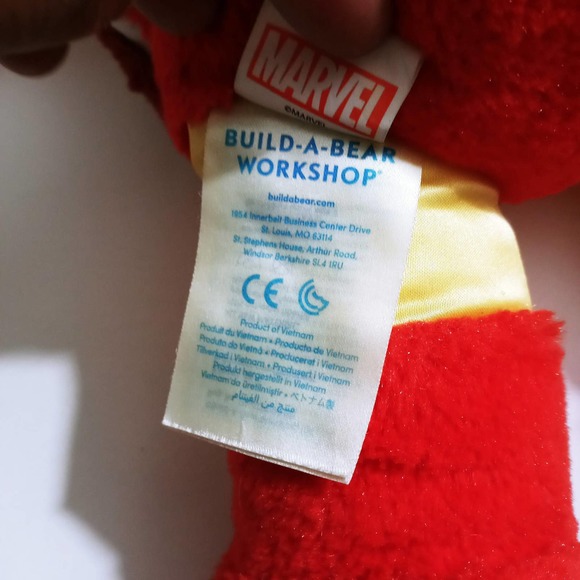 MARVEL
©MARVEL
BUILD-A-BEAR
WORKSHOP®
buildabear.com
1954 Innerbelt Business Center Drive
St. Louis, MO 63114
St. Stephens House, Arthur Road,
Windsor Berkshire SL4 1RU
CE
Product of Vietnam
Produit du Vietnam • Producto de Vietnam
Produto do Vietnã • Producerat i Vietnam
Tilverkad i Vietnam • Produsert i Vietnam
Produkt hergestellt in Vietnam
Vietnam da üretilmiştir • ベトナム製
منتج من الفيتنام